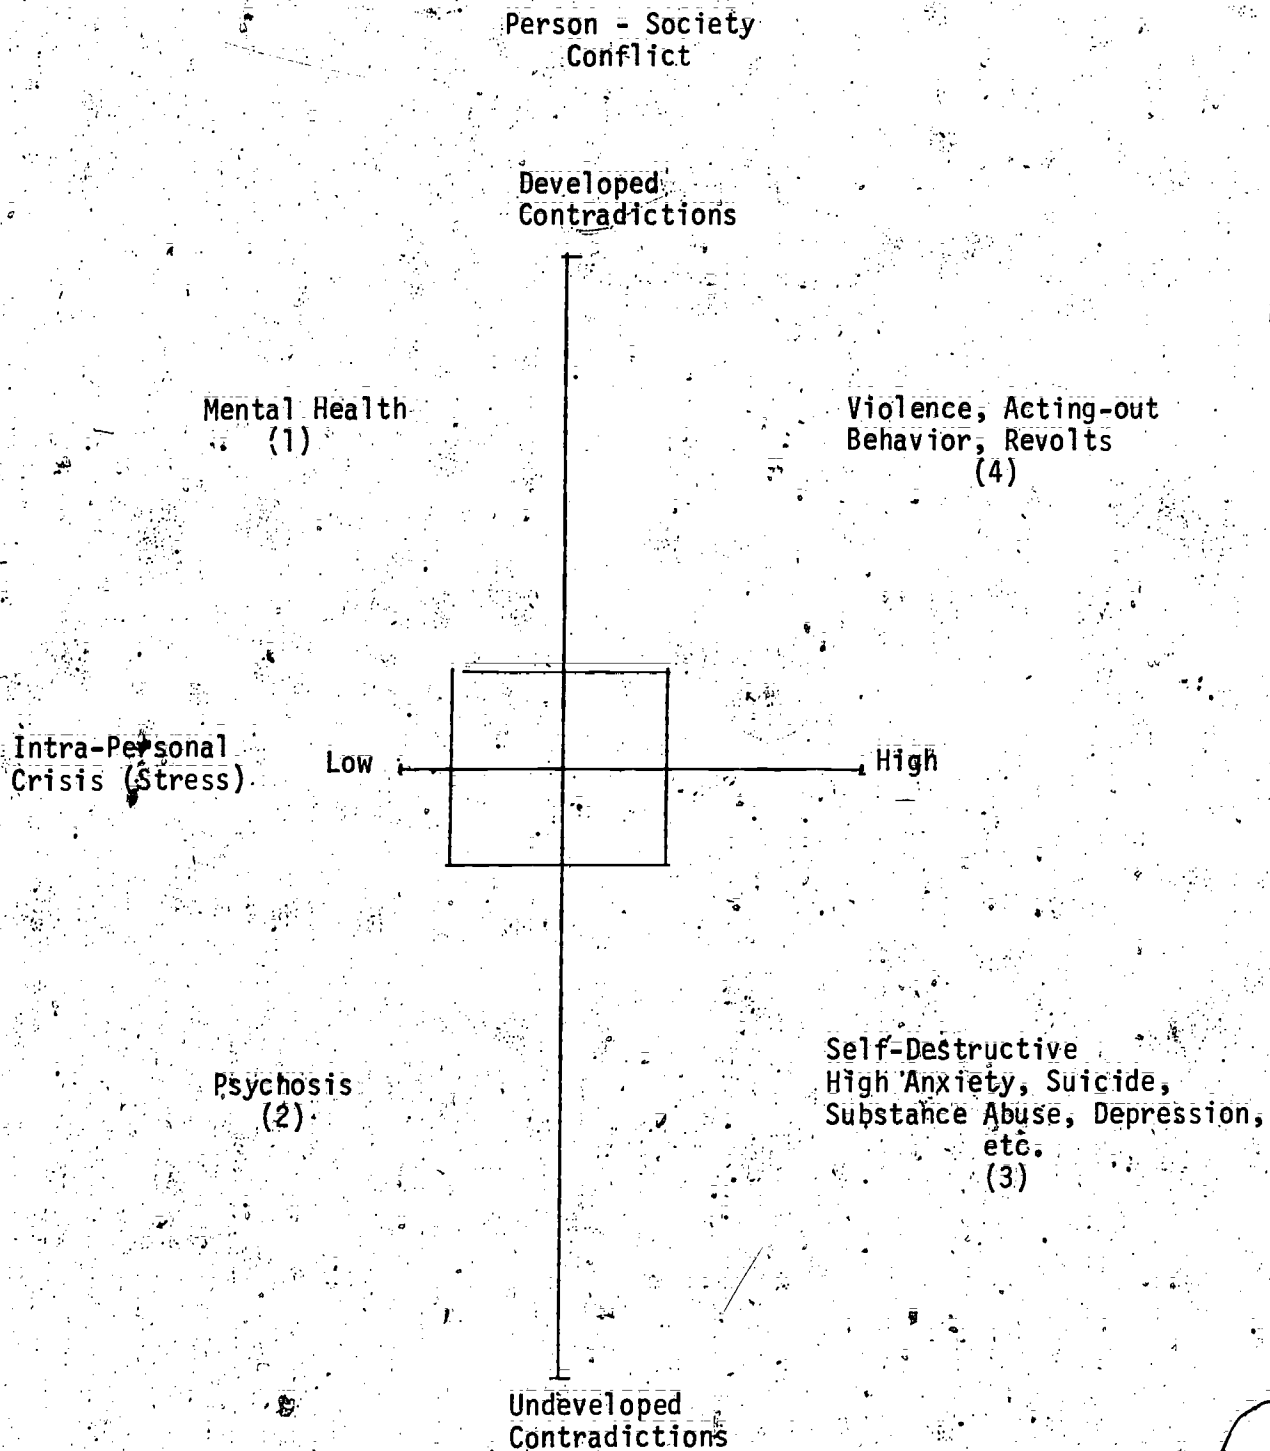 Person - Society
Conflict
Developed
Contradictions
Mental Health
(1)
Violence, Acting-out
Behavior, Revolts
(4)
Intra-Personal
Crisis (Stress)
Low
High
Psychosis
(2)
Self-Destructive
High Anxiety, Suicide,
Substance Abuse, Depression,
etc.
(3)
Undeveloped
Contradictions